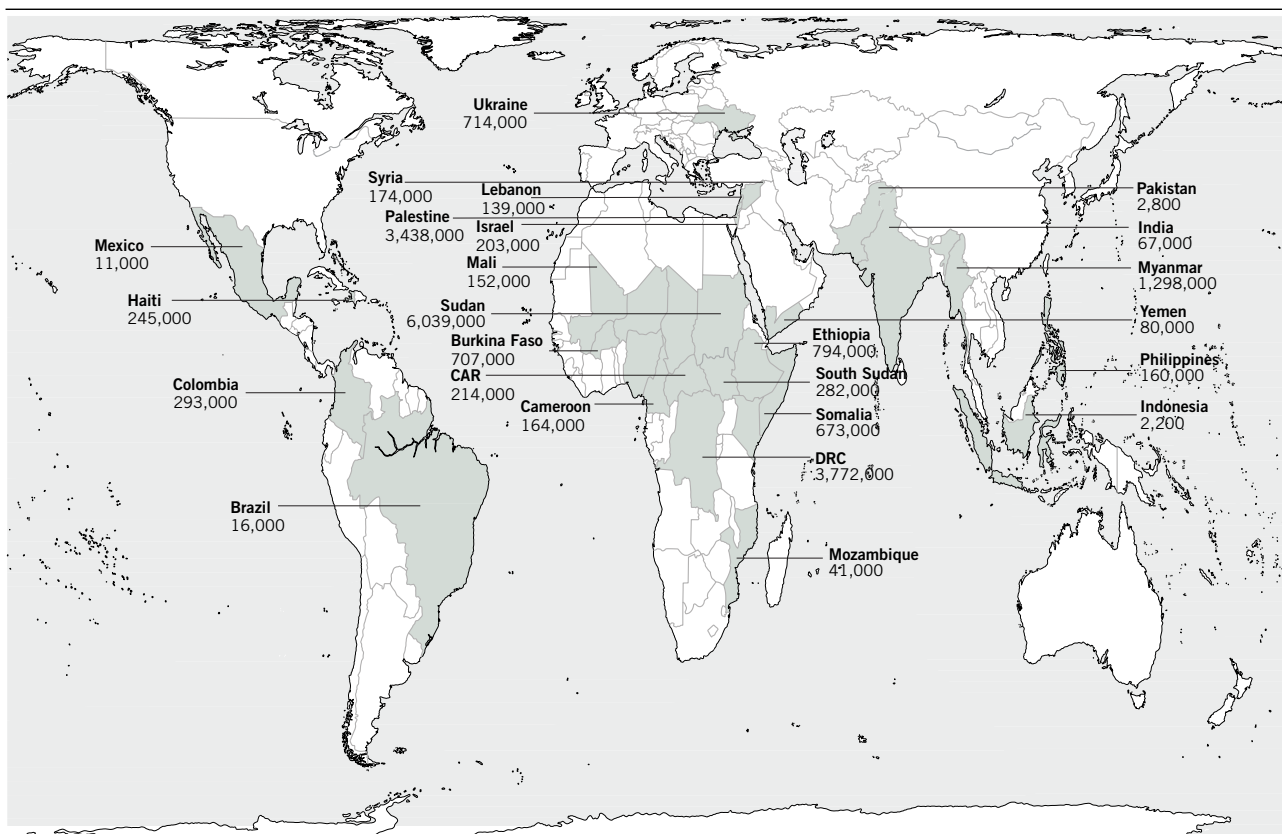 Ukraine
714,000
Syria
174,000
Lebanon
139,000
Palestine
3,438,000
Israel
203,000
Mali
152,000
Sudan
6,039,000
Burkina Faso
707,000
CAR
214,000
Cameroon
164,000
Mexico
11,000
Haiti
245,000
Colombia
293,000
Brazil
16,000
Ethiopia
794,000
South Sudan
282,000
Somalia
673,000
DRC
3,772,000
Mozambique
41,000
Pakistan
2,800
India
67,000
Myanmar
1,298,000
Yemen
80,000
Philippines
160,000
Indonesia
2,200